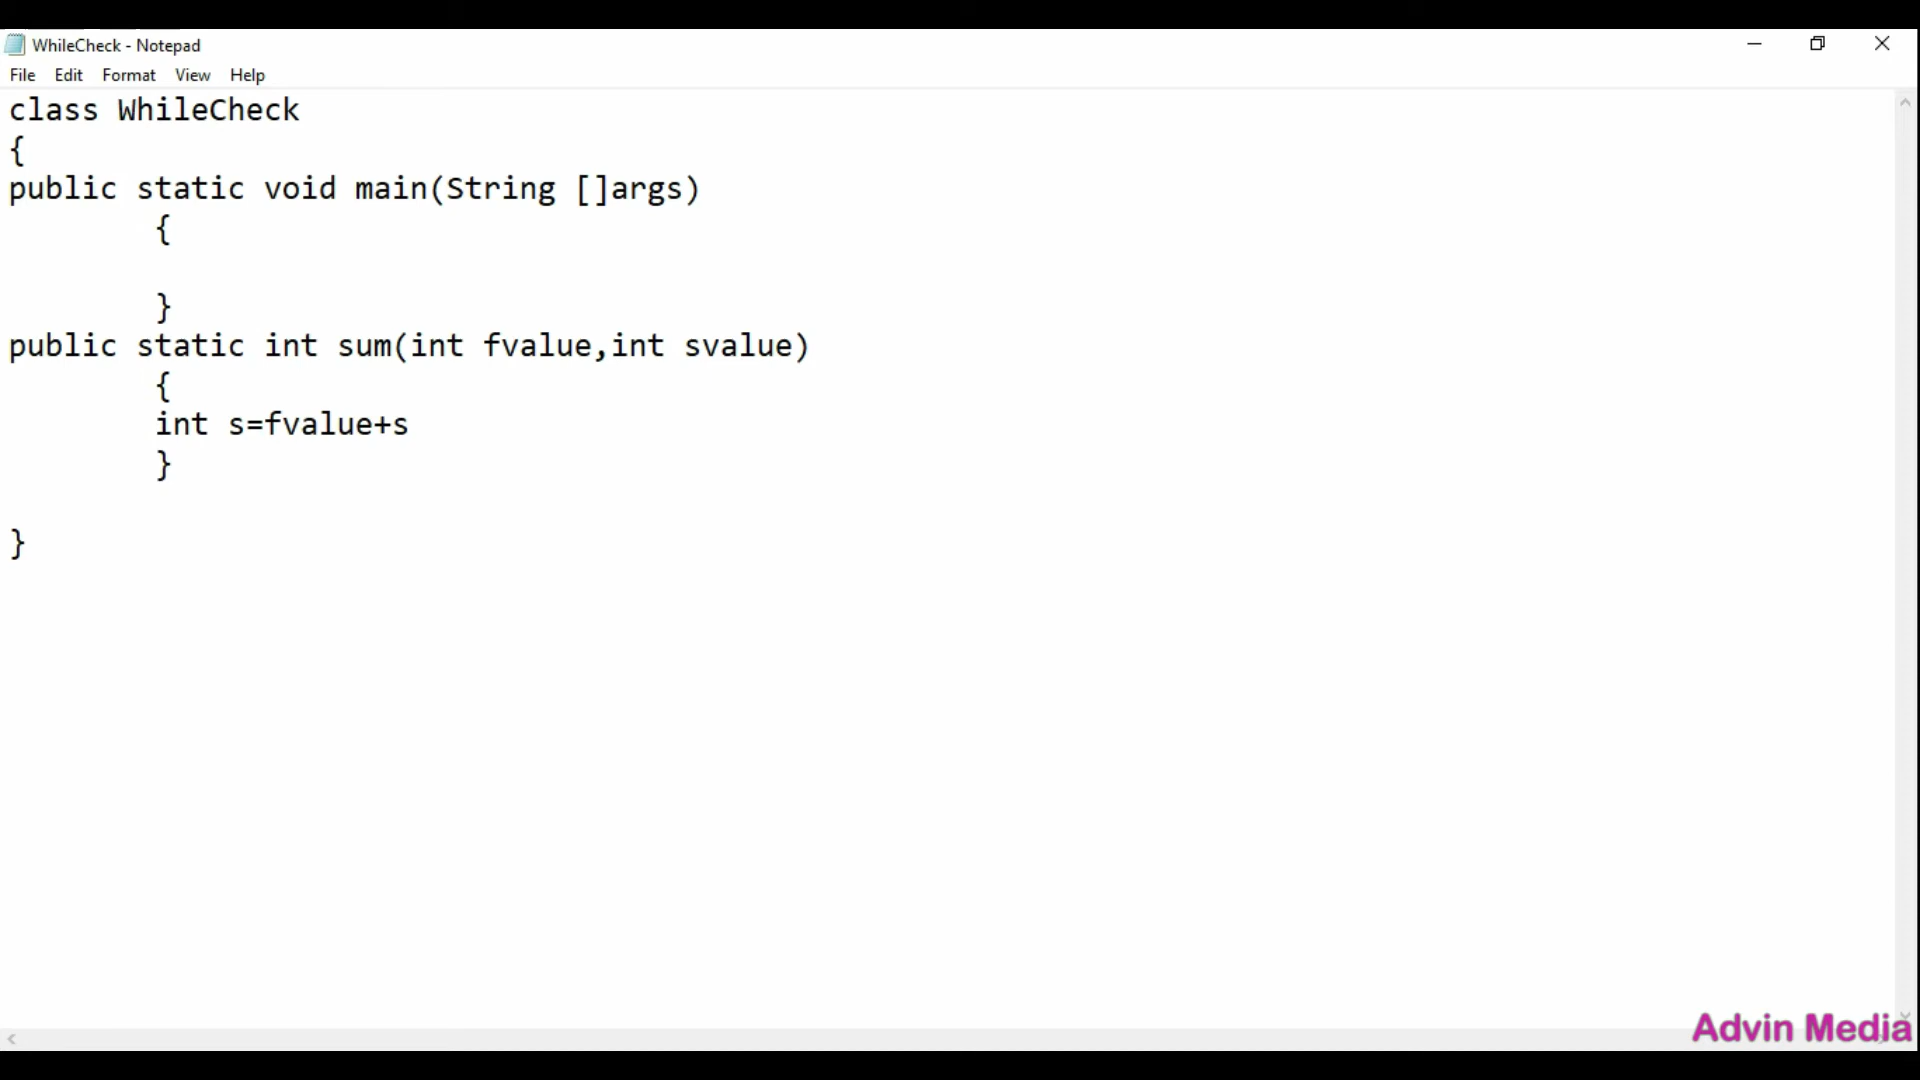 WhileCheck - Notepad
File Edit Format View Help
class WhileCheck
{
public static void main(String []args)
{
}
public static int sum(int fvalue,int svalue)
{
int s=fvalue+s
}
}
Advin Media